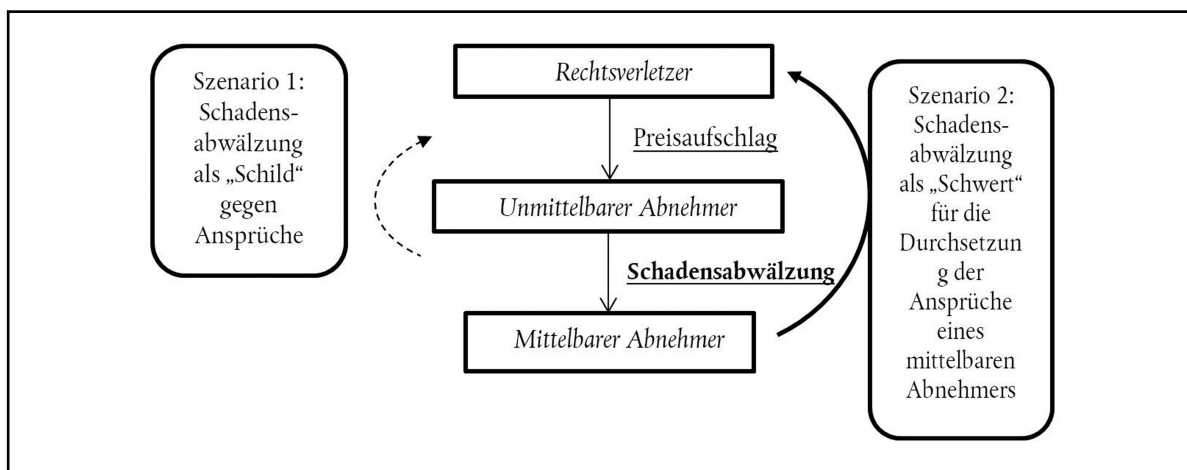 Szenario 1:
Schadens-
abwälzung
als „Schild“
gegen
Ansprüche
Rechtsverletzer
Preisaufschlag
Unmittelbarer Abnehmer
Schadensabwälzung
Mittelbarer Abnehmer
Szenario 2:
Schadens-
abwälzung
als „Schwert“
für die
Durchsetzun
g der
Ansprüche
eines
mittelbaren
Abnehmers